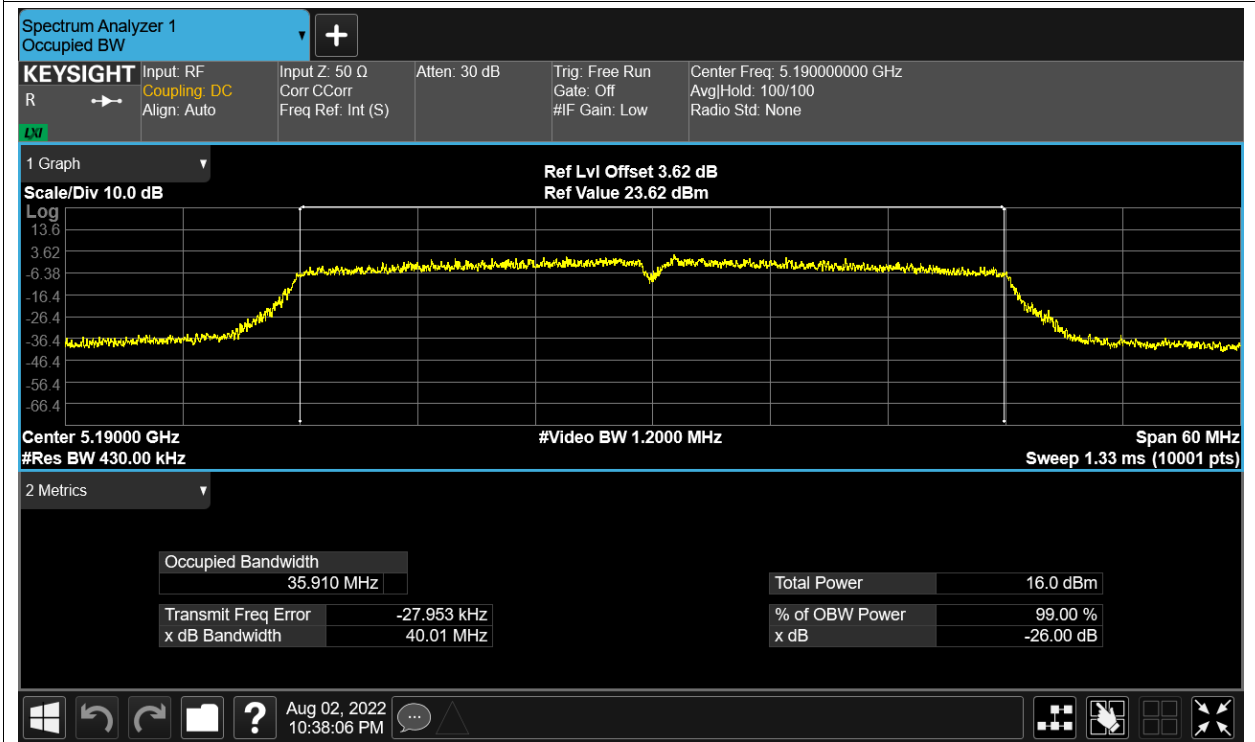 Spectrum Analyzer 1
Occupied BW
KEYSIGHT
R
LXI
Input: RF
Coupling: DC
Align: Auto
Input Z: 50 Ω
Corr CCorr
Freq Ref: Int (S)
Atten: 30 dB
Trig: Free Run
Gate: Off
#IF Gain: Low
Center Freq: 5.190000000 GHz
Avg|Hold: 100/100
Radio Std: None
1 Graph
Scale/Div 10.0 dB
Ref Lvl Offset 3.62 dB
Ref Value 23.62 dBm
Log
13.6
3.62
-6.38
-16.4
-26.4
-36.4
-46.4
-56.4
-66.4
Center 5.19000 GHz
#Video BW 1.2000 MHz
Span 60 MHz
#Res BW 430.00 kHz
Sweep 1.33 ms (10001 pts)
2 Metrics
Occupied Bandwidth
35.910 MHz
Total Power 16.0 dBm
Transmit Freq Error -27.953 kHz
% of OBW Power 99.00 %
x dB Bandwidth 40.01 MHz
x dB -26.00 dB
?
Aug 02, 2022
10:38:06 PM